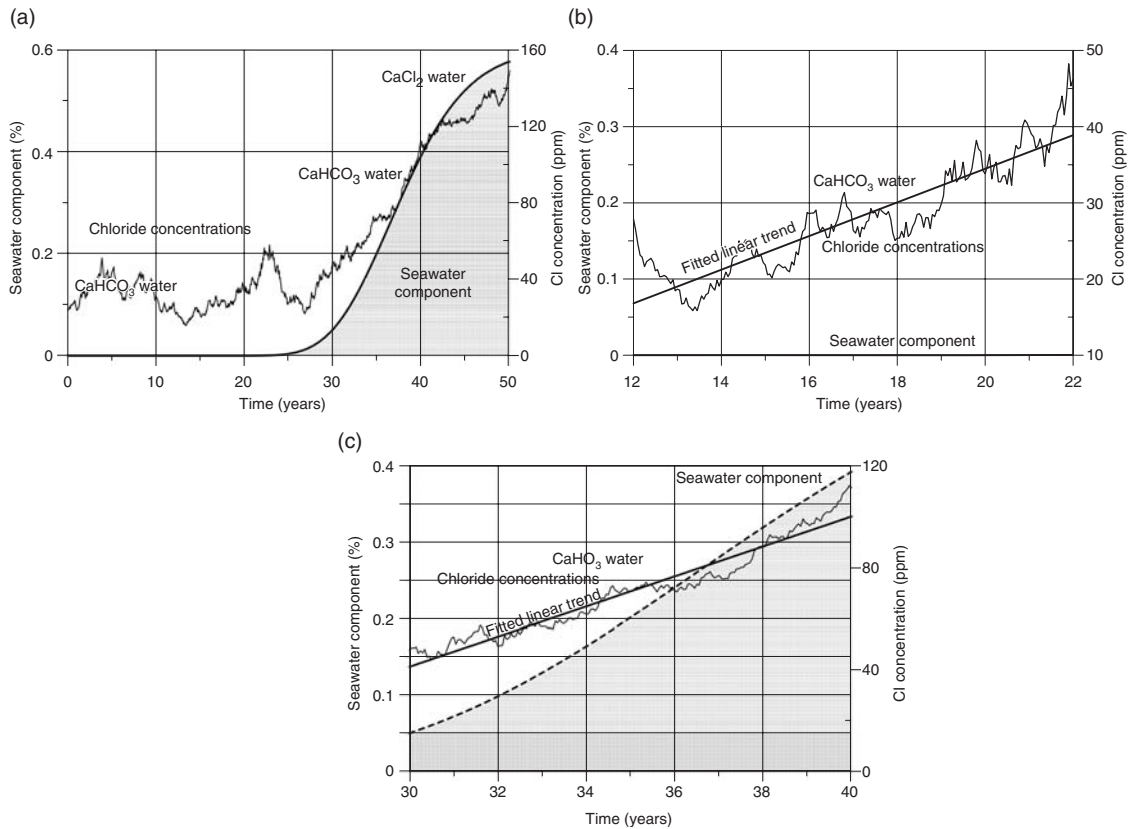 (a)
0.6
0.4
0.2
0
Seawater component (%)
160
120
80
40
0
Cl concentration (ppm)
CaCl2 water
CaHCO3 water
Chloride concentrations
CaHCO3 water
Seawater
component
0
10
20
30
40
50
Time (years)
(b)
0.4
0.3
0.2
0.1
0
Seawater component (%)
50
40
30
20
10
Cl concentration (ppm)
CaHCO3 water
Fitted linear trend
Chloride concentrations
Seawater component
12
14
16
18
20
22
Time (years)
(c)
0.4
0.3
0.2
0.1
0
Seawater component (%)
120
80
40
0
Cl concentration (ppm)
Seawater component
CaHO3 water
Chloride concentrations
Fitted linear trend
30
32
34
36
38
40
Time (years)